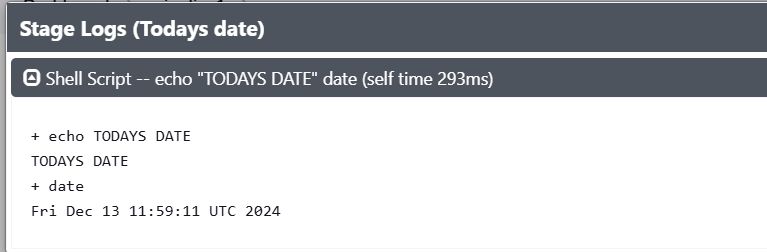 Stage Logs (Todays date)
Shell Script -- echo "TODAYS DATE" date (self time 293ms)
+ echo TODAYS DATE
TODAYS DATE
+ date
Fri Dec 13 11:59:11 UTC 2024